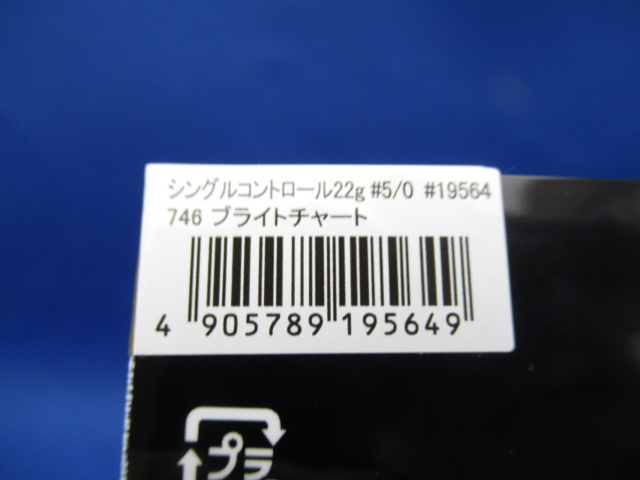 シングルコントロール22g #5/0 #19564
746 ブライトチャート
4 905789 195649
プラ